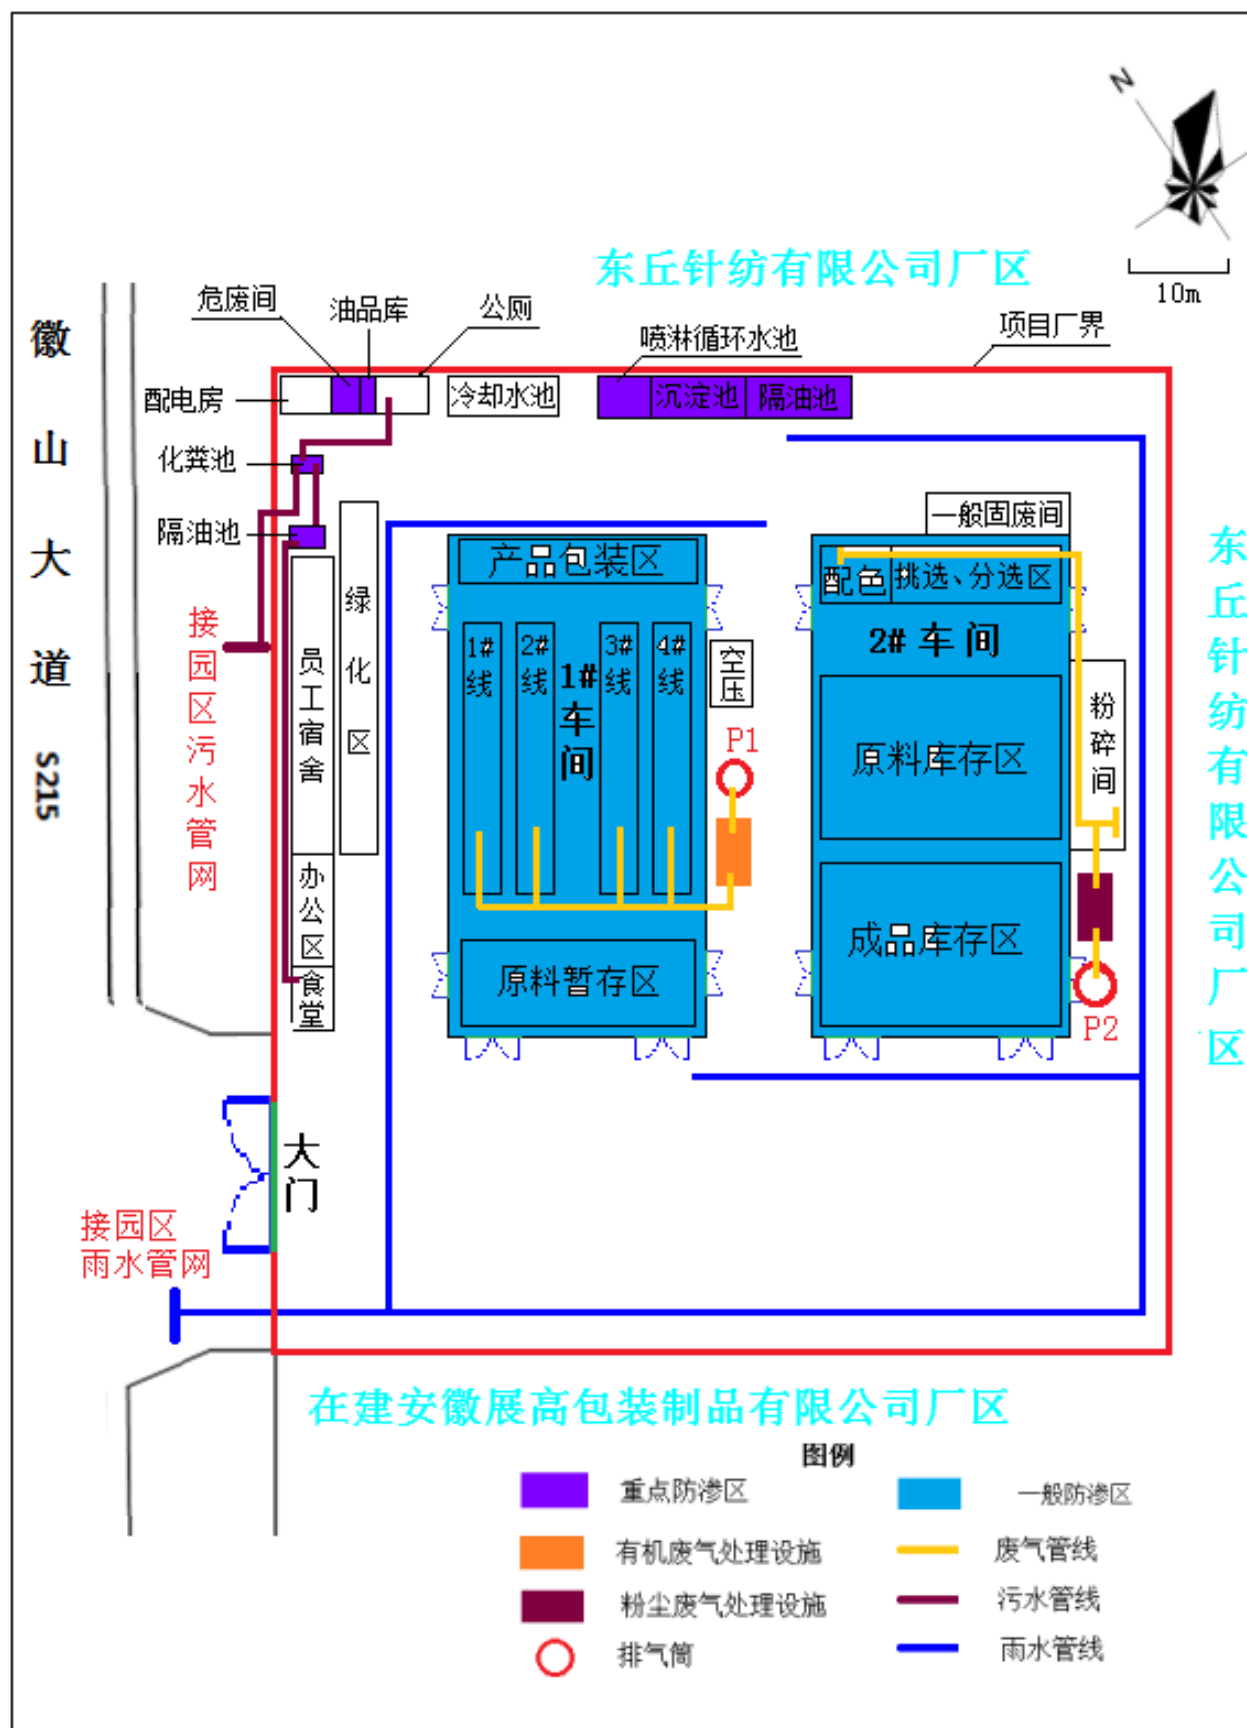 N
10m
东丘针纺有限公司厂区
危废间
油品库
公厕
喷淋循环水池
项目厂界
配电房
冷却水池
沉淀池
隔油池
化粪池
隔油池
徽山大道
S215
一般固废间
产品包装区
配色
挑选、分选区
绿化区
接园区污水管网
员工宿舍
1#线
2#线
3#线
4#线
1#车间
空压
2#车间
东丘针纺有限公司厂区
P1
原料库存区
粉碎间
办公区
食堂
原料暂存区
成品库存区
P2
大门
接园区
雨水管网
在建安徽展高包装制品有限公司厂区
图例
重点防渗区
一般防渗区
有机废气处理设施
废气管线
粉尘废气处理设施
污水管线
排气筒
雨水管线